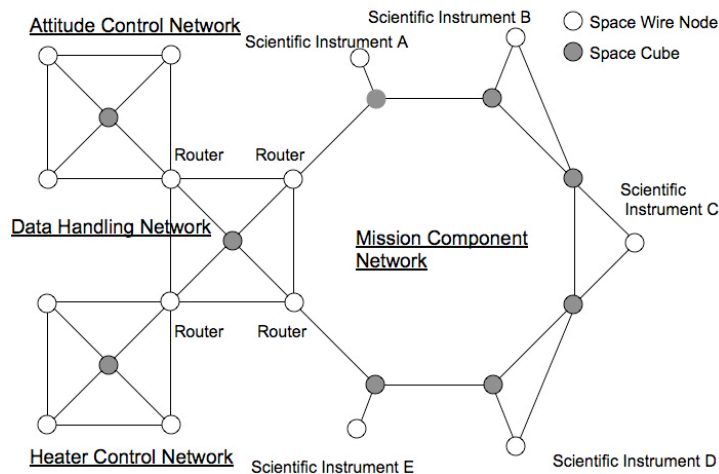 Attitude Control Network
Scientific Instrument A
Scientific Instrument B
Space Wire Node
Space Cube
Router
Router
Scientific
Instrument C
Data Handling Network
Mission Component
Network
Router
Router
Heater Control Network
Scientific Instrument E
Scientific Instrument D